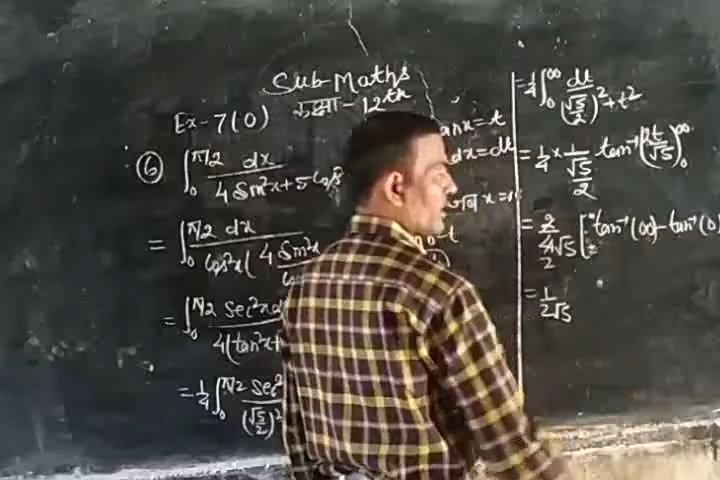 Sub-Maths
कक्षा - 12th
Ex-7(O)
⑥ ∫₀^π/2 dx / 4 Sin²x + 5 Cos²
= ∫₀^π/2 dx / Cos²x ( 4 Sin²x
= ∫₀^π/2 Sec²x d / 4(tan²x +
= 1/4 ∫₀^π/2 Sec² / (√5/2)²
anx = t
dx = dt
x =
= 1/4 ∫₀^∞ dt / (√5/2)² + t²
= 1/4 × 1/(√5/2) tan⁻¹ (2t/√5)₀^∞
= 2/4√5 [ tan⁻¹(∞) - tan⁻¹(0)
2
= 1/2√5